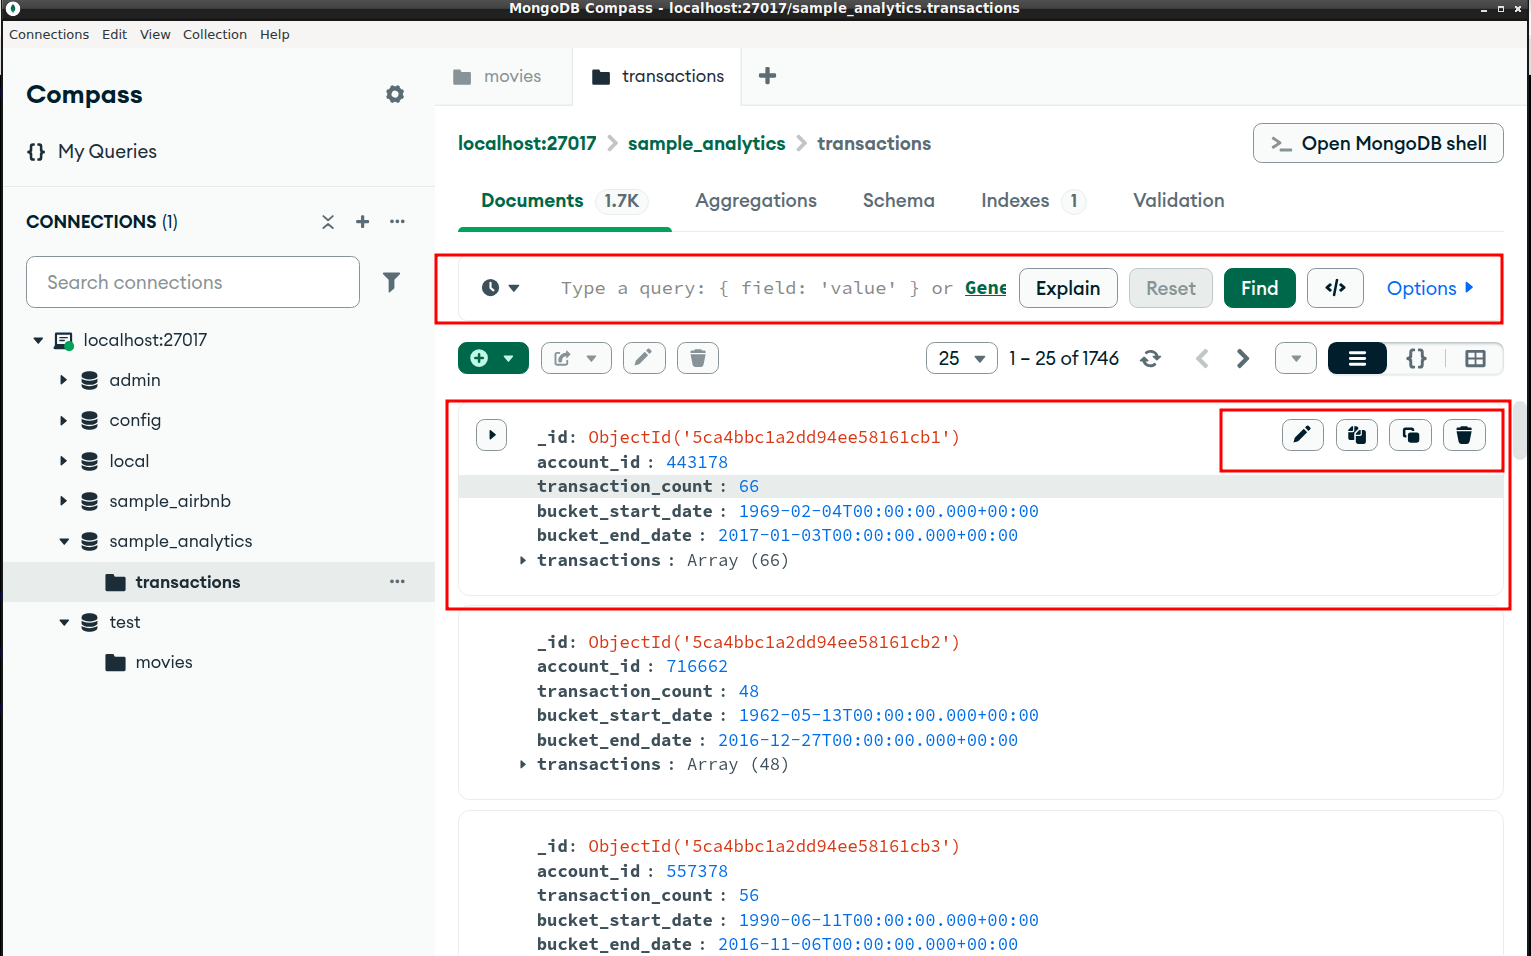 MongoDB Compass - localhost:27017/sample_analytics.transactions
Connections Edit View Collection Help
Compass
My Queries
CONNECTIONS (1)
Search connections
localhost:27017
admin
config
local
sample_airbnb
sample_analytics
transactions
test
movies
movies transactions
localhost:27017 > sample_analytics > transactions
>_ Open MongoDB shell
Documents 1.7K Aggregations Schema Indexes 1 Validation
Type a query: { field: 'value' } or Gene Explain Reset Find </> Options
25 1 – 25 of 1746 {}
_id: ObjectId('5ca4bbc1a2dd94ee58161cb1')
account_id : 443178
transaction_count : 66
bucket_start_date : 1969-02-04T00:00:00.000+00:00
bucket_end_date : 2017-01-03T00:00:00.000+00:00
transactions : Array (66)
_id: ObjectId('5ca4bbc1a2dd94ee58161cb2')
account_id : 716662
transaction_count : 48
bucket_start_date : 1962-05-13T00:00:00.000+00:00
bucket_end_date : 2016-12-27T00:00:00.000+00:00
transactions : Array (48)
_id: ObjectId('5ca4bbc1a2dd94ee58161cb3')
account_id : 557378
transaction_count : 56
bucket_start_date : 1990-06-11T00:00:00.000+00:00
bucket_end_date : 2016-11-06T00:00:00.000+00:00